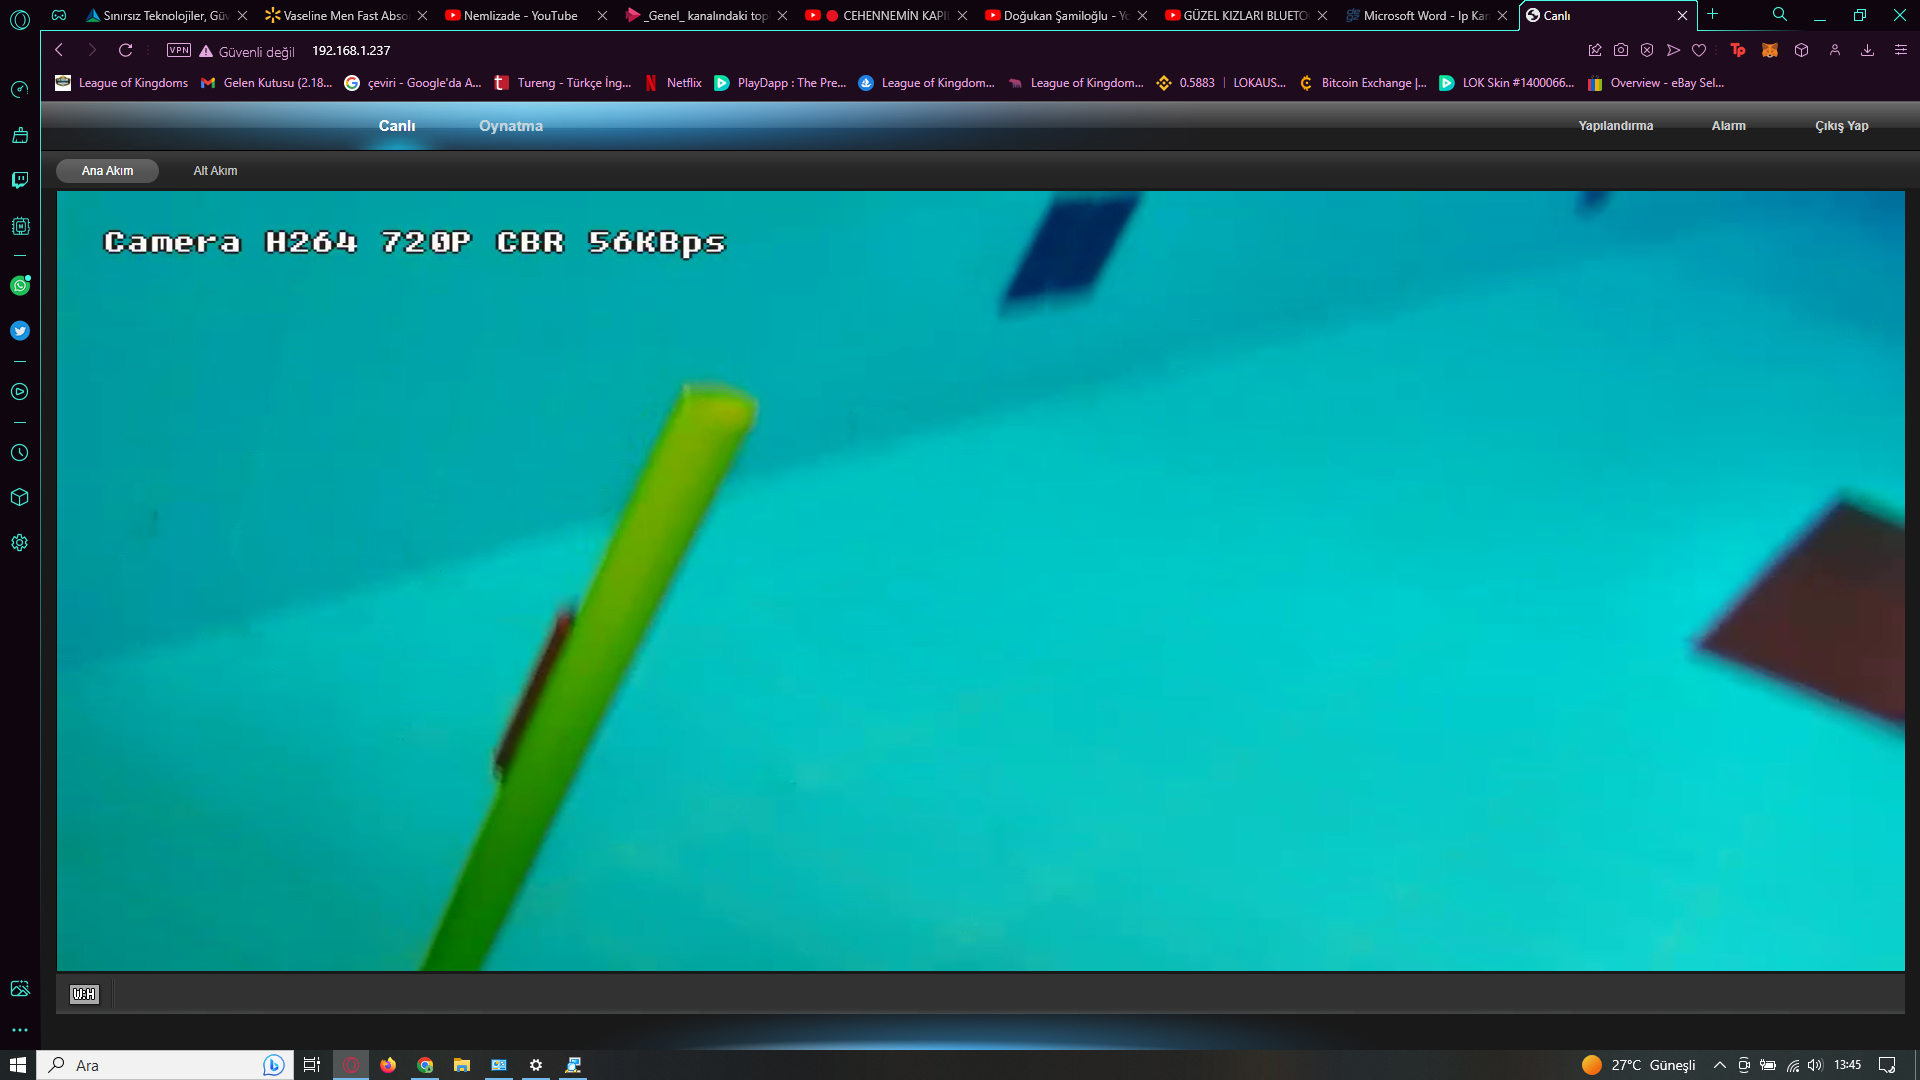 Sınırsız Teknolojiler, Güv
Vaseline Men Fast Abso
Nemlizade - YouTube
_Genel_ kanalındaki top
CEHENNEMİN KAPI
Doğukan Şamiloğlu - Yo
GÜZEL KIZLARI BLUETO
Microsoft Word - Ip Kan
Canlı
VPN
Güvenli değil
192.168.1.237
League of Kingdoms
Gelen Kutusu (2.18...
çeviri - Google'da A...
Tureng - Türkçe İng...
Netflix
PlayDapp : The Pre...
League of Kingdom...
League of Kingdom...
0.5883 | LOKAUS...
Bitcoin Exchange |...
LOK Skin #1400066...
Overview - eBay Sel...
Canlı
Oynatma
Yapılandırma
Alarm
Çıkış Yap
Ana Akım
Alt Akım
Camera H264 720P CBR 56KBps
W:H
Ara
27°C Güneşli
13:45